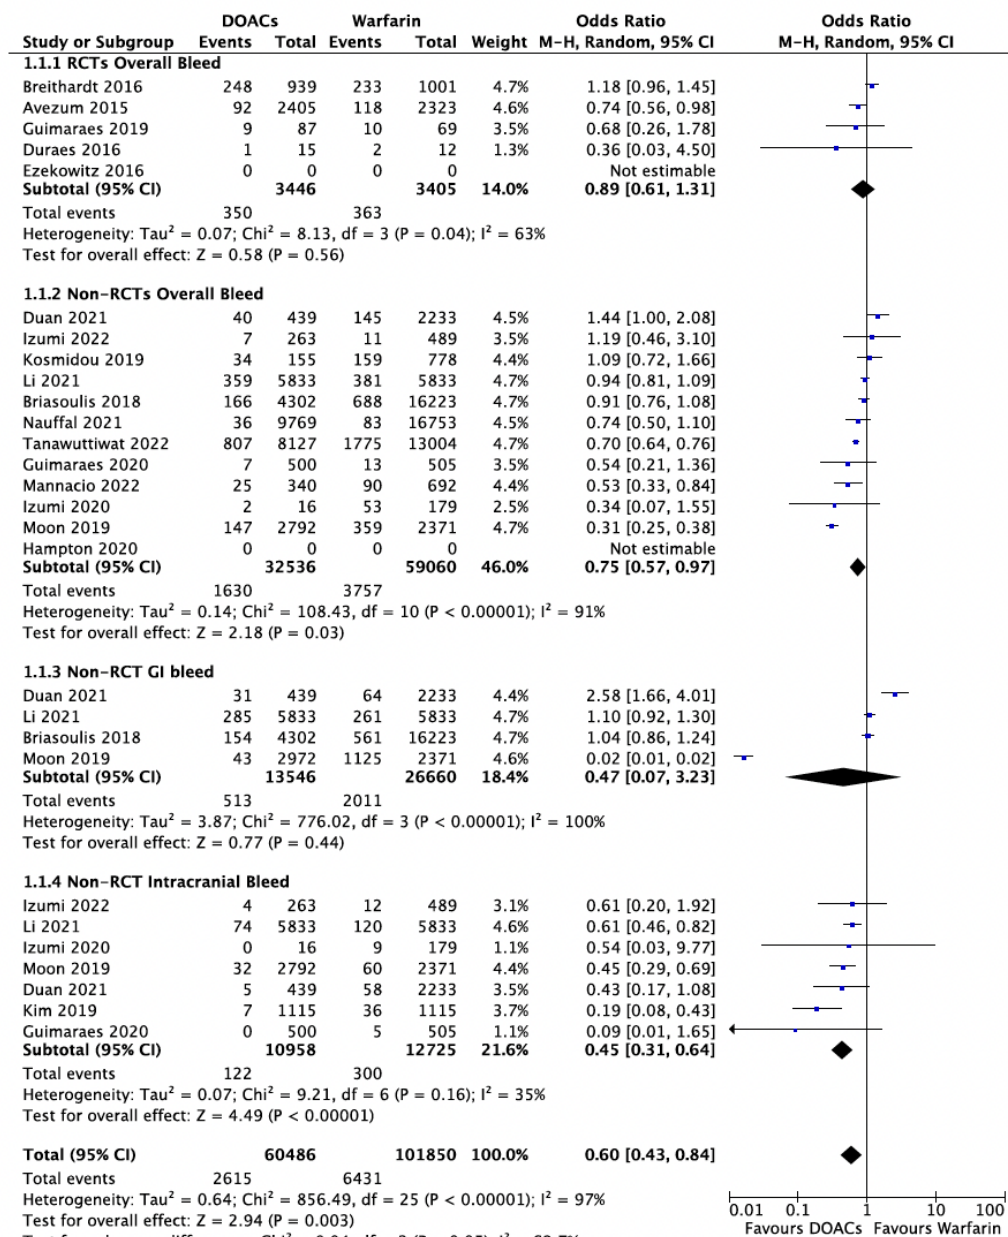 DOACs Warfarin Odds Ratio Odds Ratio
Study or Subgroup Events Total Events Total Weight M-H, Random, 95% CI M-H, Random, 95% CI
1.1.1 RCTs Overall Bleed
Breithardt 2016 248 939 233 1001 4.7% 1.18 [0.96, 1.45]
Avezum 2015 92 2405 118 2323 4.6% 0.74 [0.56, 0.98]
Guimaraes 2019 9 87 10 69 3.5% 0.68 [0.26, 1.78]
Duraes 2016 1 15 2 12 1.3% 0.36 [0.03, 4.50]
Ezekowitz 2016 0 0 0 0 Not estimable
Subtotal (95% CI) 3446 3405 14.0% 0.89 [0.61, 1.31]
Total events 350 363
Heterogeneity: Tau² = 0.07; Chi² = 8.13, df = 3 (P = 0.04); I² = 63%
Test for overall effect: Z = 0.58 (P = 0.56)
1.1.2 Non-RCTs Overall Bleed
Duan 2021 40 439 145 2233 4.5% 1.44 [1.00, 2.08]
Izumi 2022 7 263 11 489 3.5% 1.19 [0.46, 3.10]
Kosmidou 2019 34 155 159 778 4.4% 1.09 [0.72, 1.66]
Li 2021 359 5833 381 5833 4.7% 0.94 [0.81, 1.09]
Briasoulis 2018 166 4302 688 16223 4.7% 0.91 [0.76, 1.08]
Nauffal 2021 36 9769 83 16753 4.4% 0.74 [0.50, 1.10]
Tanawuttiwat 2022 807 8127 1775 13004 4.7% 0.70 [0.64, 0.76]
Guimaraes 2020 7 500 13 505 3.5% 0.54 [0.21, 1.36]
Mannacio 2022 25 340 90 692 4.4% 0.53 [0.33, 0.84]
Izumi 2020 2 16 53 179 2.5% 0.34 [0.07, 1.55]
Moon 2019 147 2792 359 2371 4.7% 0.31 [0.25, 0.38]
Hampton 2020 0 0 0 0 Not estimable
Subtotal (95% CI) 32536 59060 46.0% 0.75 [0.57, 0.97]
Total events 1630 3757
Heterogeneity: Tau² = 0.14; Chi² = 108.43, df = 10 (P < 0.00001); I² = 91%
Test for overall effect: Z = 2.18 (P = 0.03)
1.1.3 Non-RCT GI bleed
Duan 2021 31 439 64 2233 4.4% 2.58 [1.66, 4.01]
Li 2021 285 5833 261 5833 4.7% 1.10 [0.92, 1.30]
Briasoulis 2018 154 4302 561 16223 4.7% 1.04 [0.86, 1.24]
Moon 2019 43 2972 1125 2371 4.6% 0.02 [0.01, 0.02]
Subtotal (95% CI) 13546 26660 18.4% 0.47 [0.07, 3.23]
Total events 513 2011
Heterogeneity: Tau² = 3.87; Chi² = 776.02, df = 3 (P < 0.00001); I² = 100%
Test for overall effect: Z = 0.77 (P = 0.44)
1.1.4 Non-RCT Intracranial Bleed
Izumi 2022 4 263 12 489 3.1% 0.61 [0.20, 1.92]
Li 2021 74 5833 120 5833 4.6% 0.61 [0.46, 0.82]
Izumi 2020 0 16 9 179 1.1% 0.54 [0.03, 9.77]
Moon 2019 32 2792 60 2371 4.4% 0.45 [0.29, 0.69]
Duan 2021 5 439 58 2233 3.5% 0.43 [0.17, 1.08]
Kim 2019 7 1115 36 1115 3.7% 0.19 [0.08, 0.43]
Guimaraes 2020 0 500 5 505 1.1% 0.09 [0.01, 1.65]
Subtotal (95% CI) 10958 12725 21.6% 0.45 [0.31, 0.64]
Total events 122 300
Heterogeneity: Tau² = 0.07; Chi² = 9.21, df = 6 (P = 0.16); I² = 35%
Test for overall effect: Z = 4.49 (P < 0.00001)
Total (95% CI) 60486 101850 100.0% 0.60 [0.43, 0.84]
Total events 2615 6431
Heterogeneity: Tau² = 0.64; Chi² = 856.49, df = 25 (P < 0.00001); I² = 97%
Test for overall effect: Z = 2.94 (P = 0.003)
0.01 0.1 1 10 100
Favours DOACs Favours Warfarin